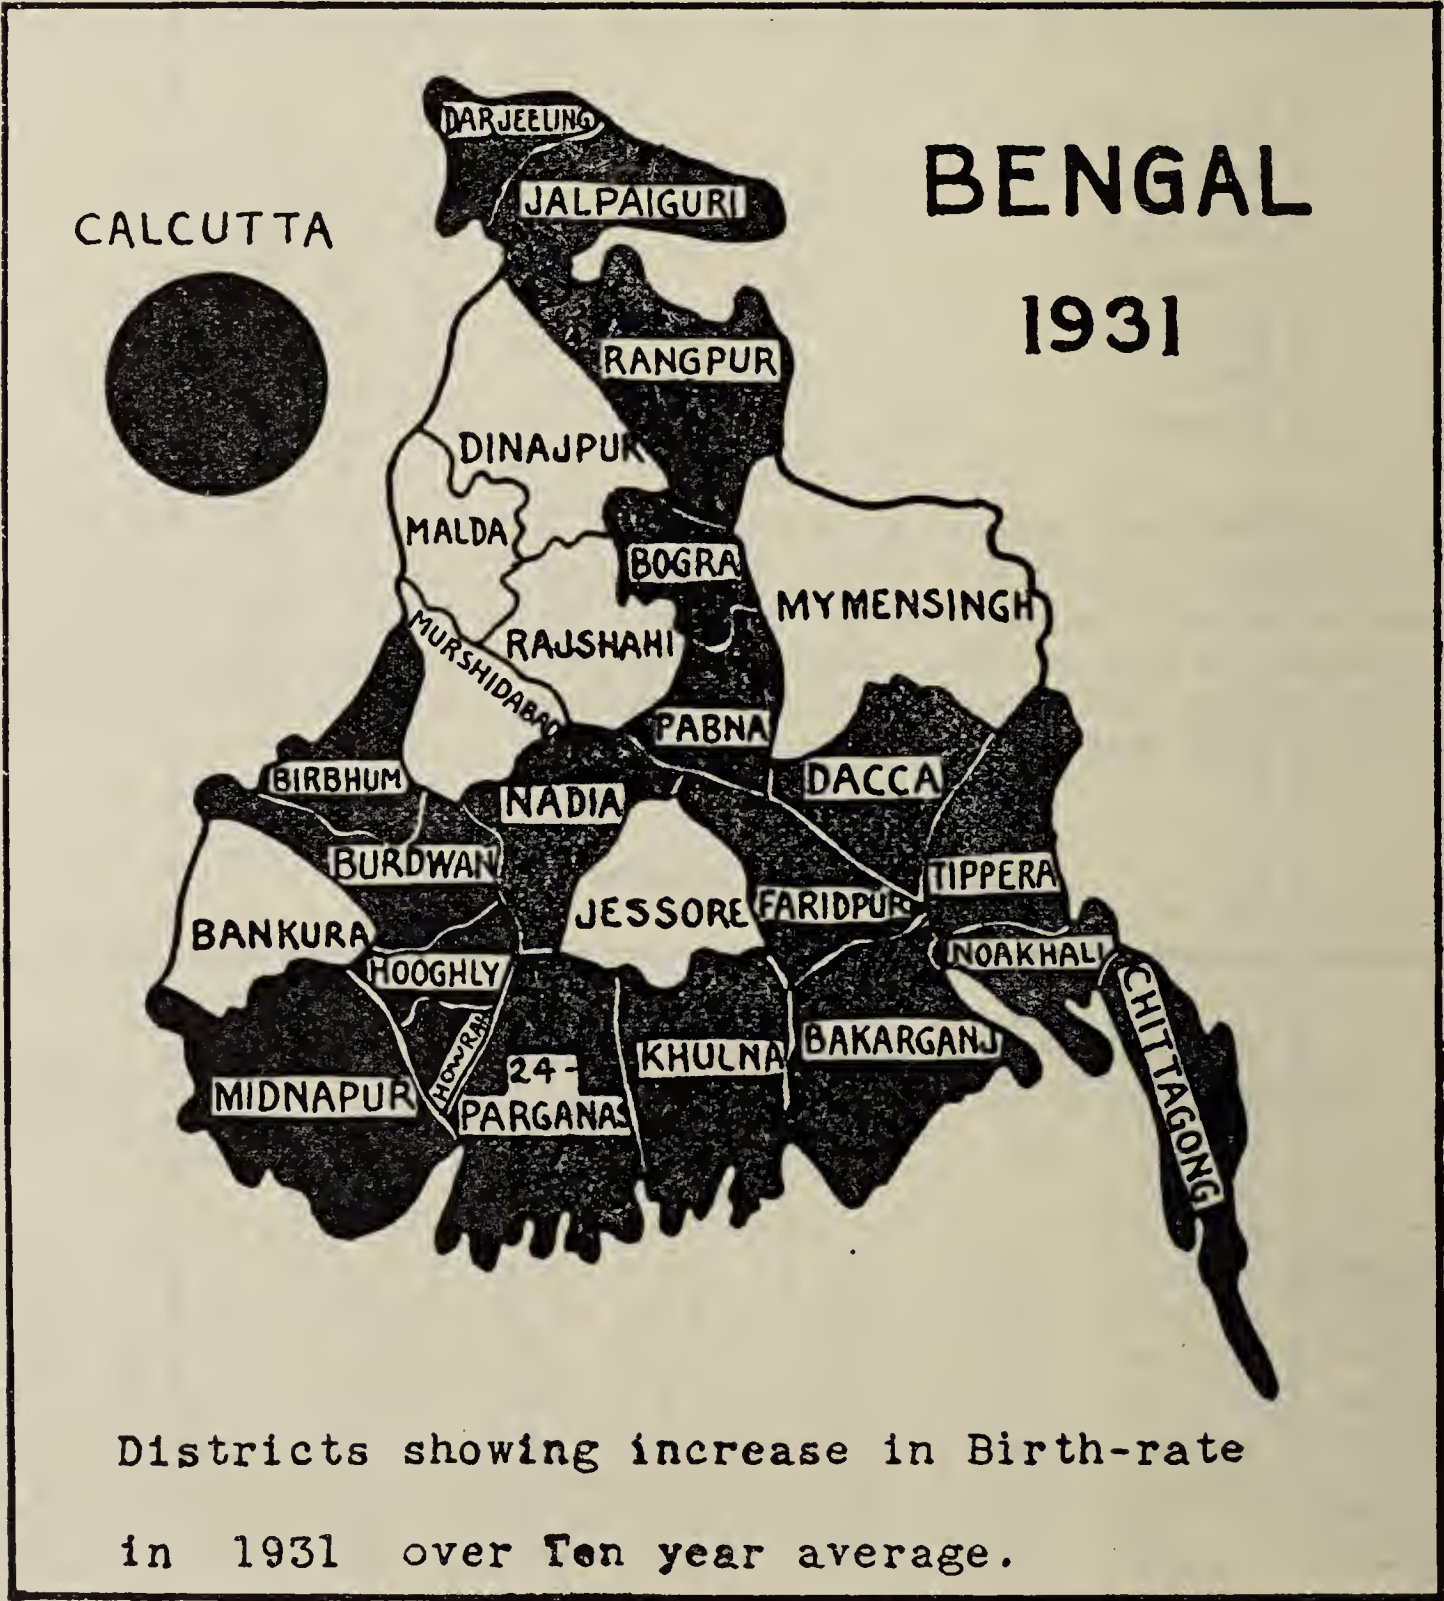 BENGAL
1931
CALCUTTA
DARJEELING
JALPAIGURI
RANGPUR
DINAJPUR
MALDA
BOGRA
MYMENSINGH
RAJSHAHI
MURSHIDABAD
PABNA
BIRBHUM
NADIA
DACCA
BURDWAN
TIPPERA
JESSORE
FARIDPUR
BANKURA
HOOGHLY
NOAKHALI
CHITTAGONG
HOWRAH
24-
PARGANAS
KHULNA
BAKARGANJ
MIDNAPUR
Districts showing increase in Birth-rate
in 1931 over Ten year average.